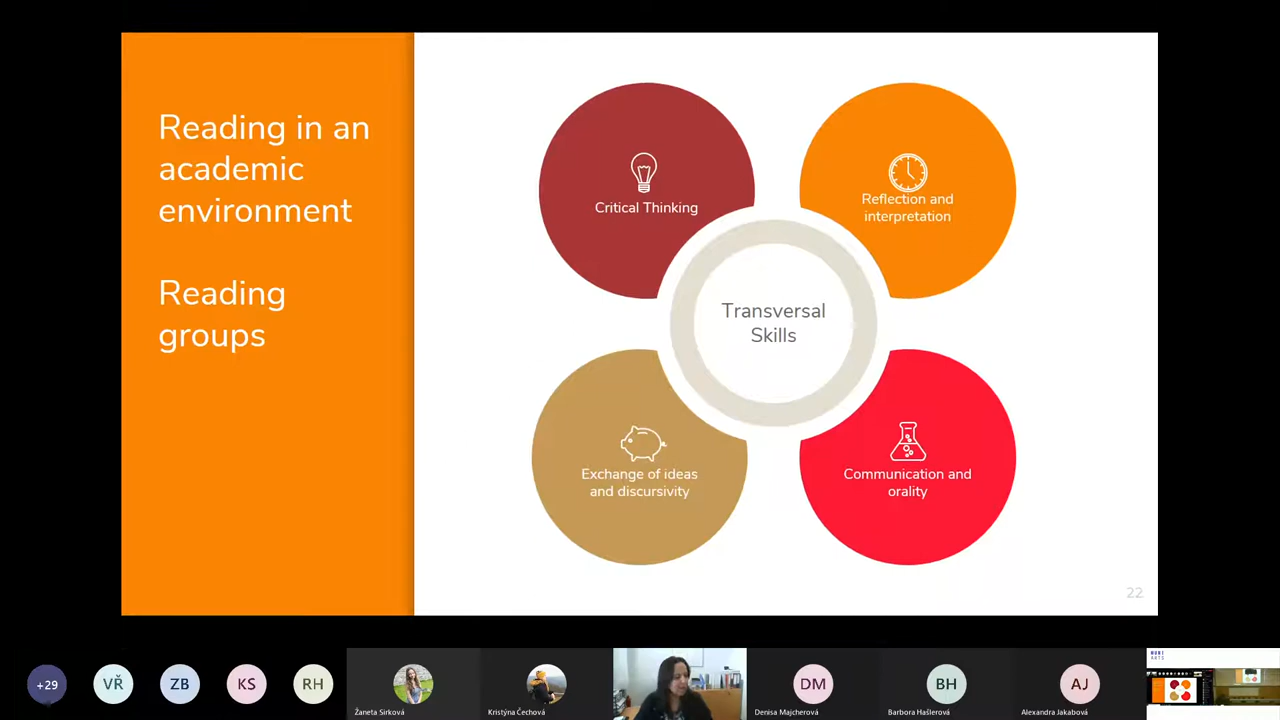 Reading in an
academic
environment
Reading
groups
Critical Thinking
Reflection and
interpretation
Transversal
Skills
Exchange of ideas
and discursivity
Communication and
orality
22
+29
VŘ
ZB
KS
RH
Žaneta Sirková
Kristýna Čechová
DM
Denisa Majcherová
BH
Barbora Hašlerová
AJ
Alexandra Jakabová
MUNI
ARTS